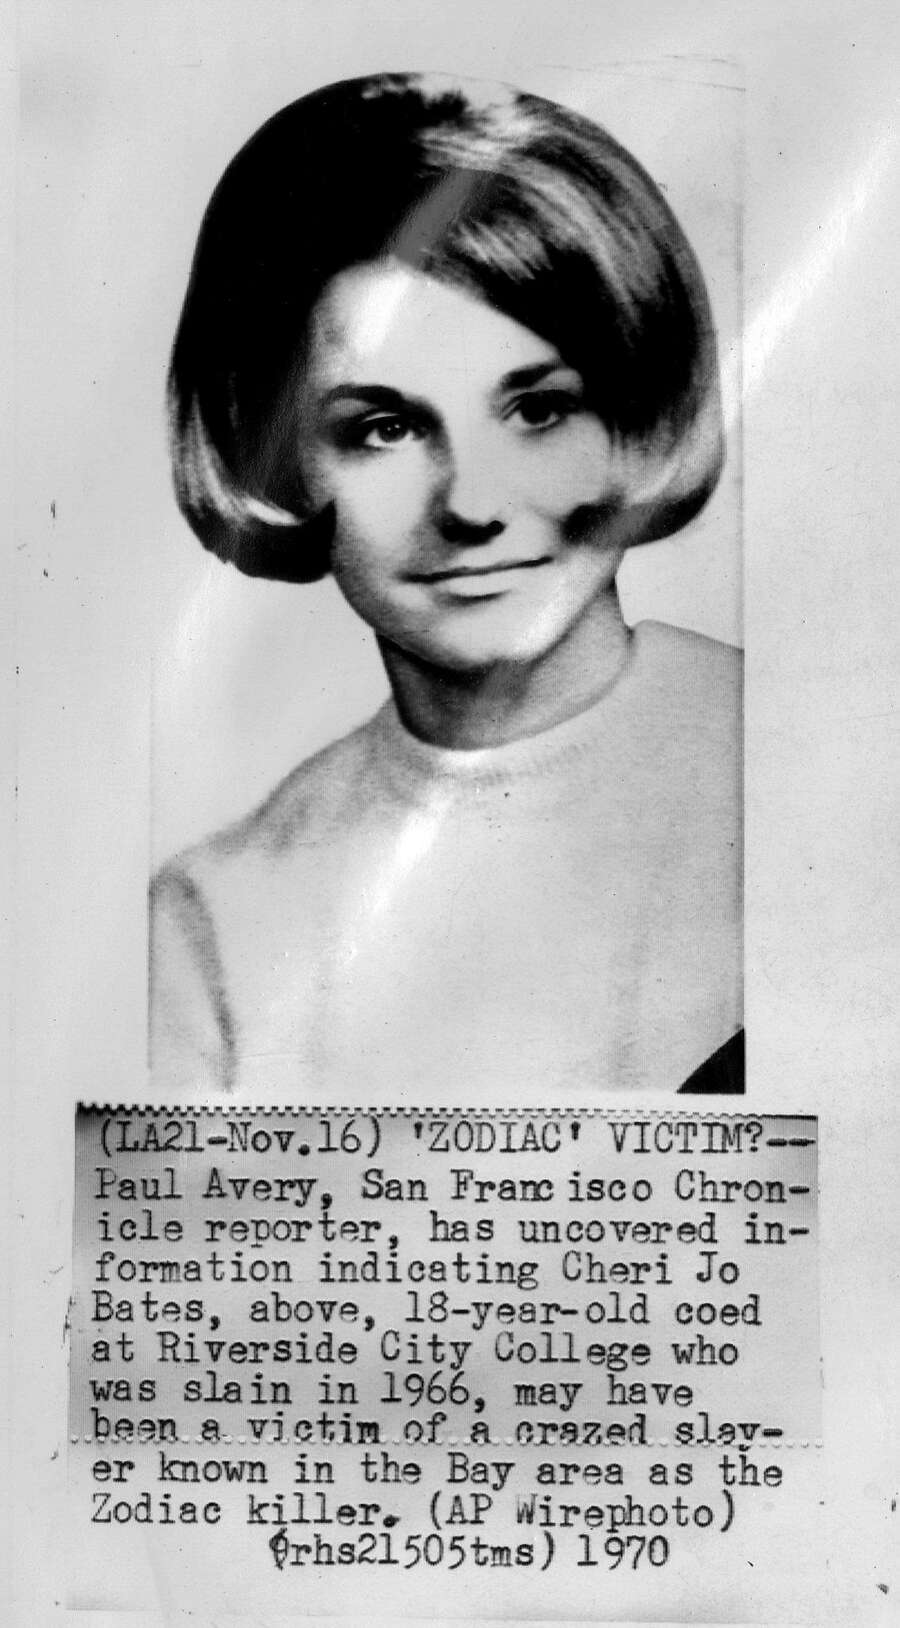 (LA21-Nov.16) 'ZODIAC' VICTIM?--
Paul Avery, San Franc isco Chron-
icle reporter, has uncovered in-
formation indicating Cheri Jo
Bates, above, 18-year-old coed
at Riverside City College who
was slain in 1966, may have
been a victim of a crazed slay-
er known in the Bay area as the
Zodiac killer. (AP Wirephoto)
(rhs21505tms) 1970